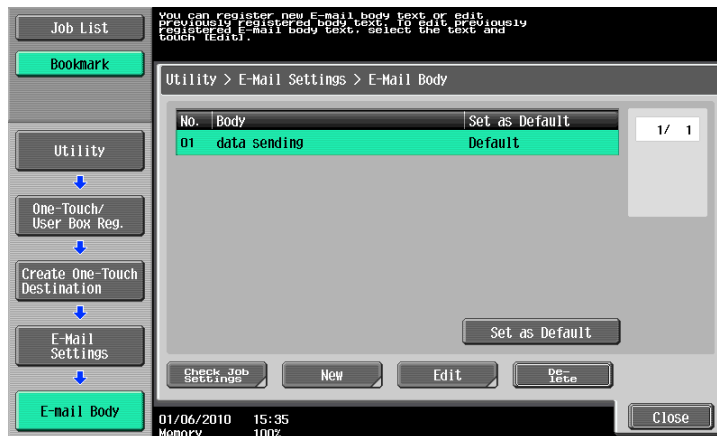 Job List
Bookmark
You can register new E-mail body text or edit
previously registered body text. To edit previously
registered E-mail body text, select the text and
touch [Edit].
Utility > E-Mail Settings > E-Mail Body
No. Body Set as Default
01 data sending Default
1/ 1
Utility
One-Touch/
User Box Reg.
Create One-Touch
Destination
E-Mail
Settings
E-mail Body
Set as Default
Check Job
Settings
New
Edit
De-
lete
01/06/2010 15:35
Memory 100%
Close